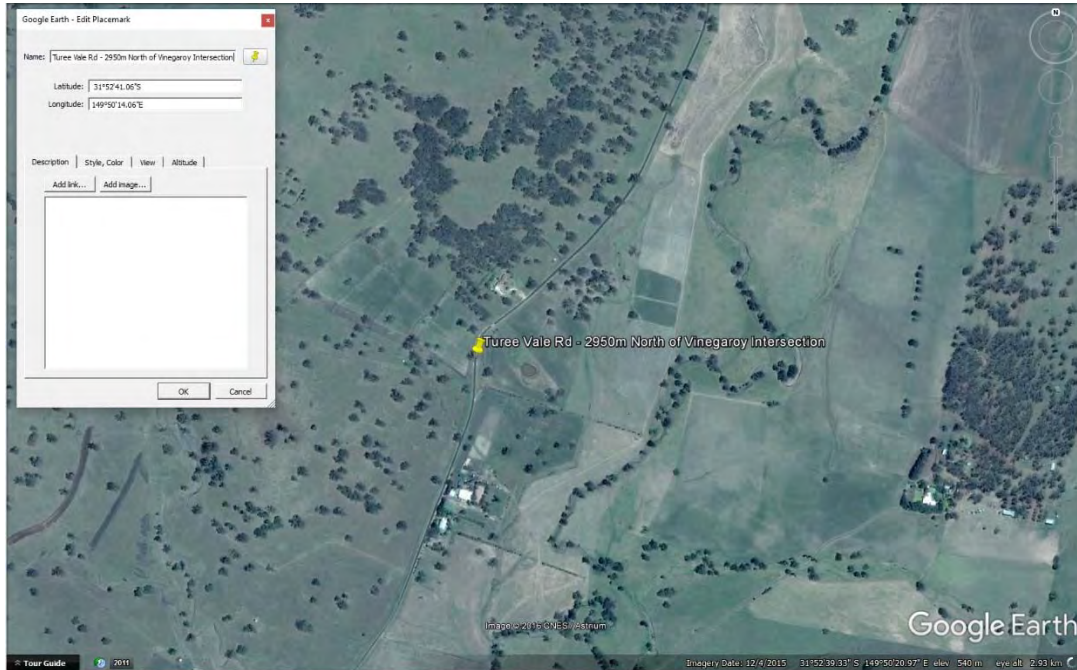 Google Earth - Edit Placemark
Name: Turee Vale Rd - 2950m North of Vinegaroy Intersection
Latitude: 31°52'41.06"S
Longitude: 149°50'14.06"E
Description Style, Color View Altitude
Add link... Add image...
OK Cancel
N
Turee Vale Rd - 2950m North of Vinegaroy Intersection
Image © 2016 CNES / Astrium
Google Earth
Tour Guide 2011
Imagery Date: 12/4/2015 31°52'39.33" S 149°50'20.97" E elev 540 m eye alt 2.93 km